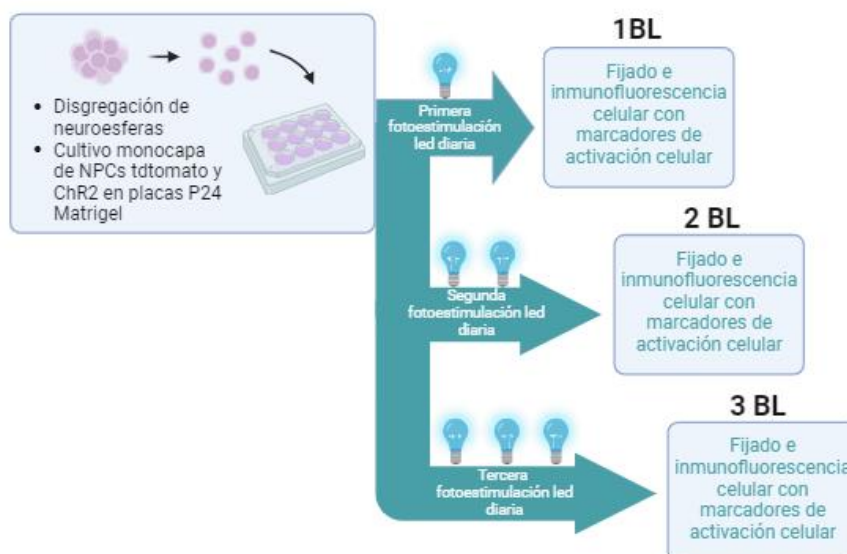 • Disgregación de
neuroesferas
• Cultivo monocapa
de NPCs tdtomato y
ChR2 en placas P24
Matrigel
Primera
fotoestimulación
led diaria
1BL
Fijado e
inmunofluorescencia
celular con
marcadores de
activación celular
Segunda
fotoestimulación led
diaria
2 BL
Fijado e
inmunofluorescencia
celular con
marcadores de
activación celular
Tercera
fotoestimulación led
diaria
3 BL
Fijado e
inmunofluorescencia
celular con
marcadores de
activación celular